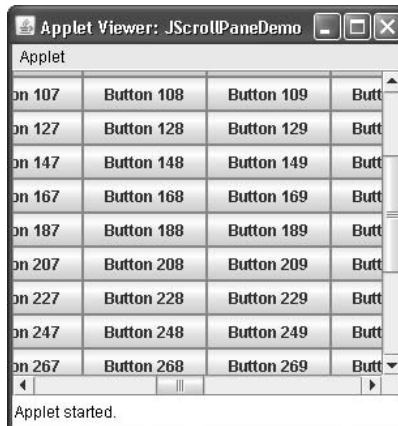 Applet Viewer: JScrollPaneDemo
Applet
on 107 Button 108 Button 109 Butt
on 127 Button 128 Button 129 Butt
on 147 Button 148 Button 149 Butt
on 167 Button 168 Button 169 Butt
on 187 Button 188 Button 189 Butt
on 207 Button 208 Button 209 Butt
on 227 Button 228 Button 229 Butt
on 247 Button 248 Button 249 Butt
on 267 Button 268 Button 269 Butt
Applet started.